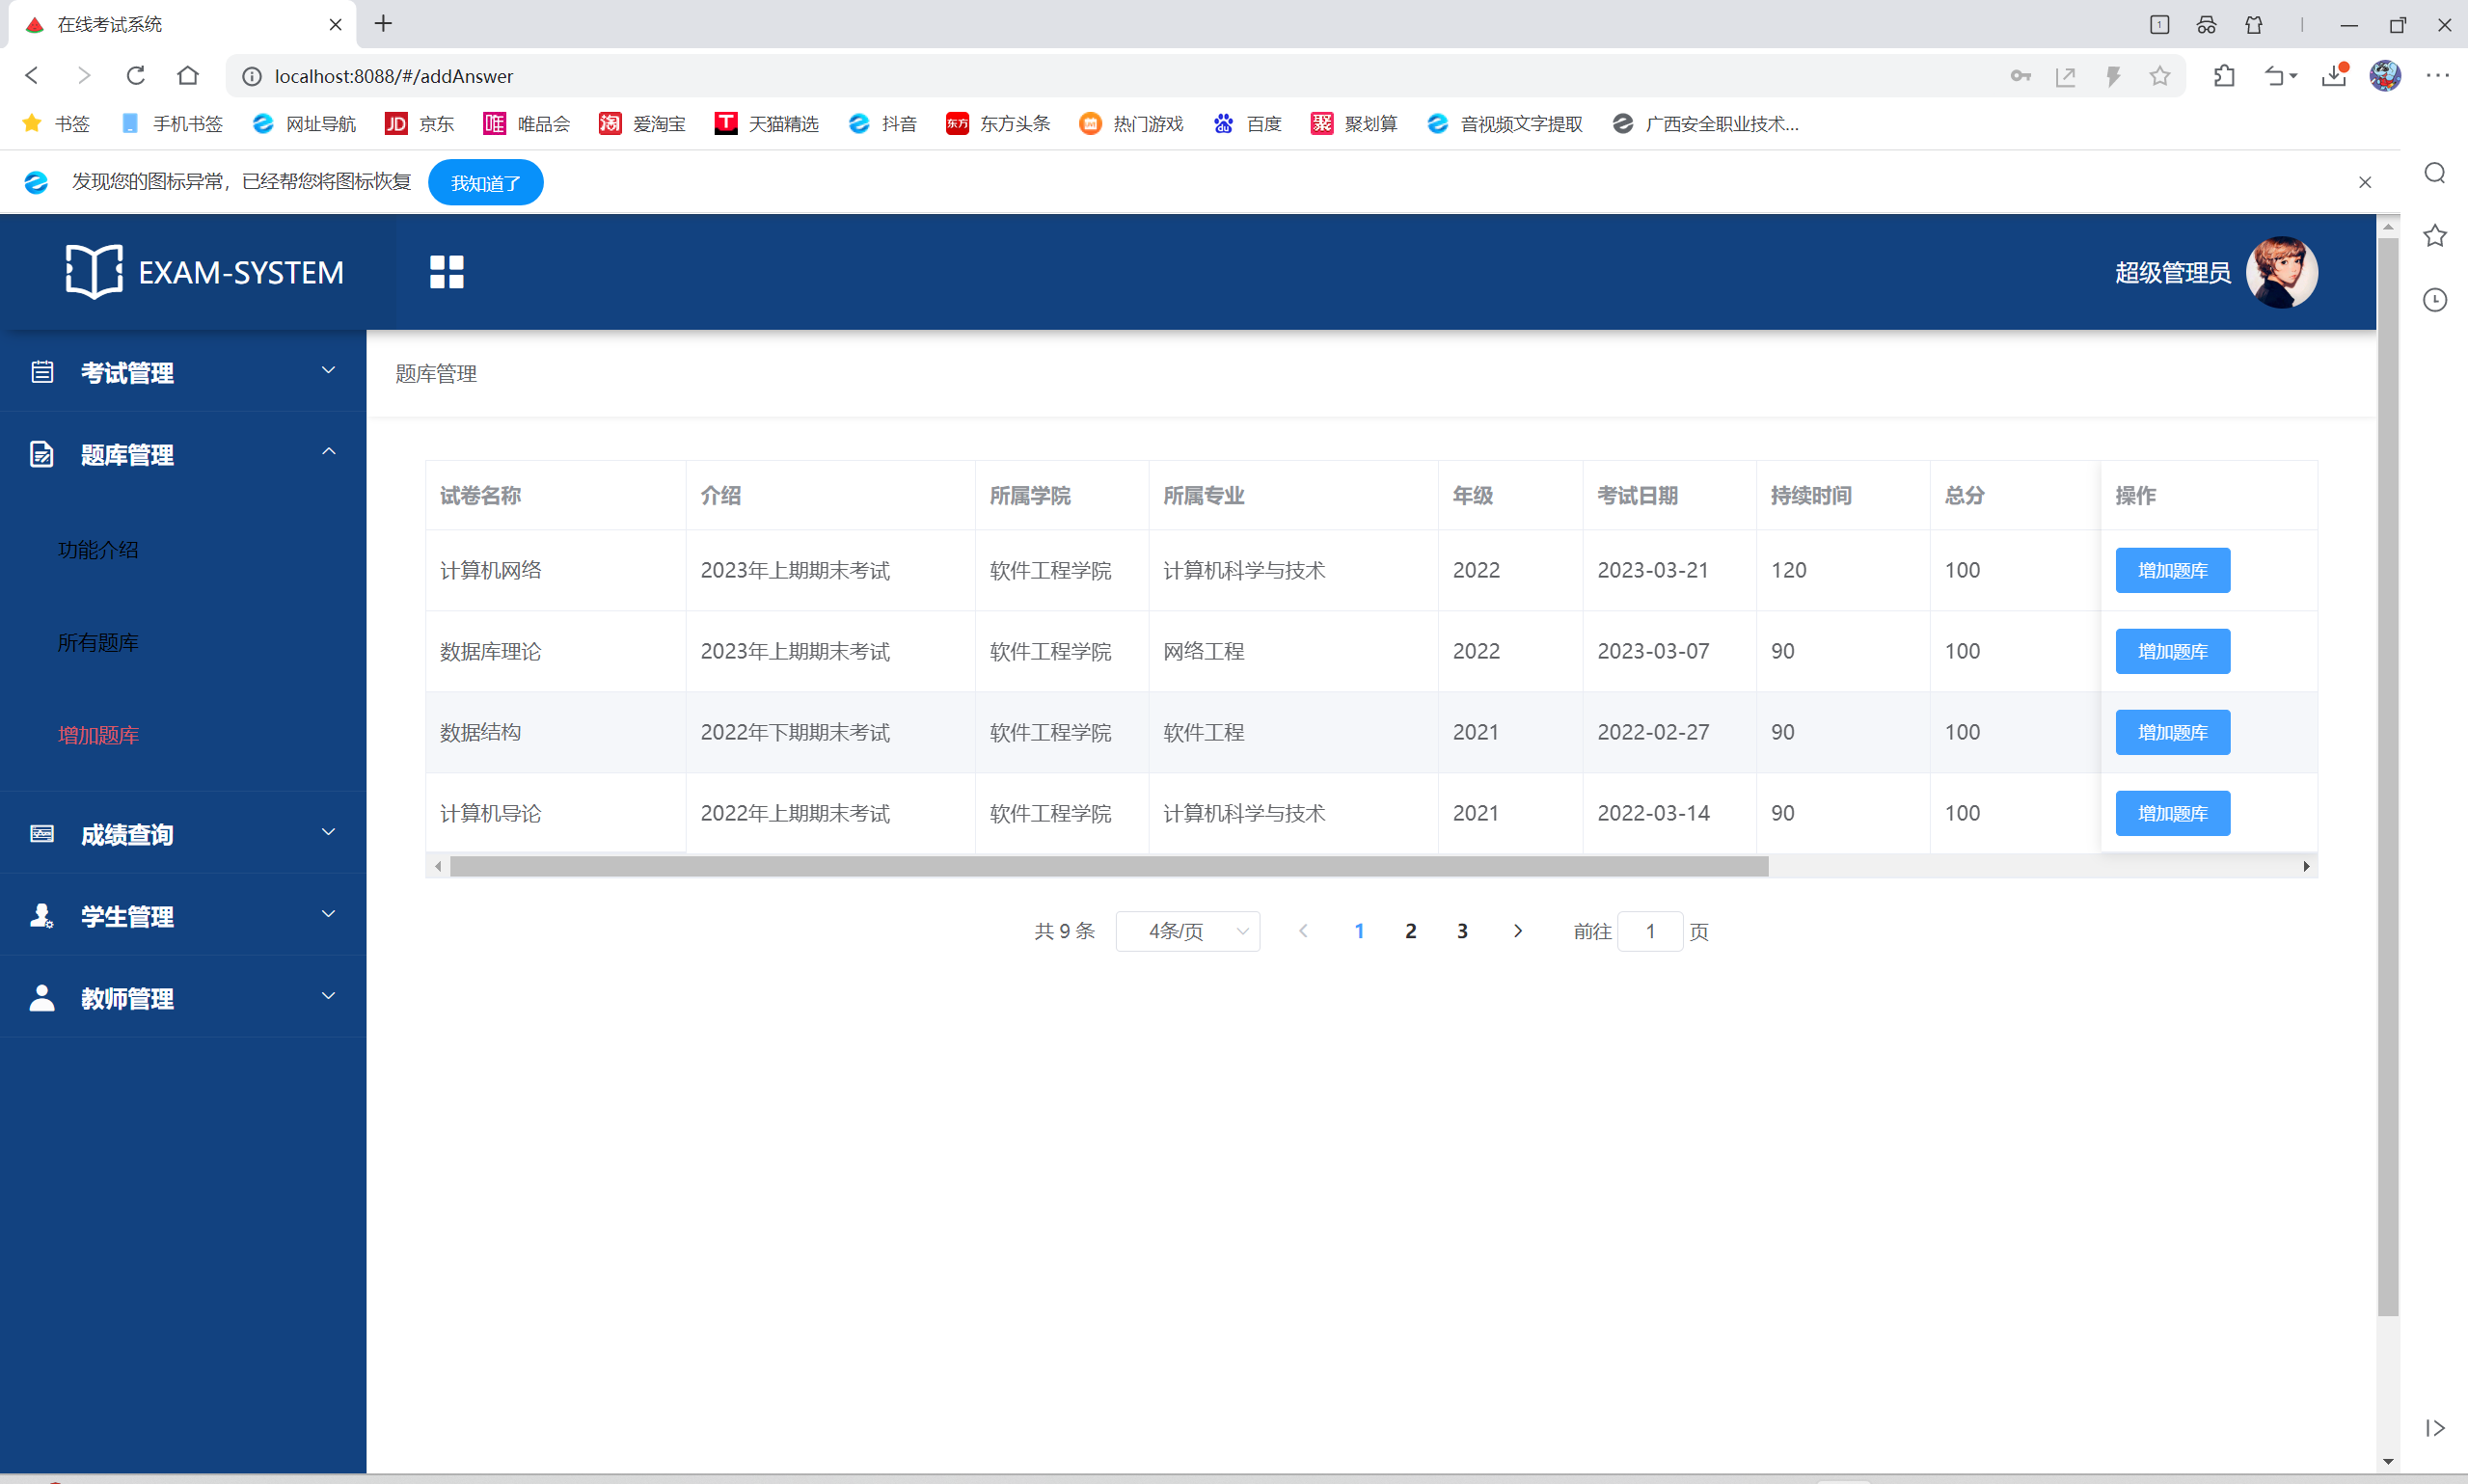 在线考试系统
localhost:8088/#/addAnswer
书签 手机书签 网址导航 JD 京东 唯 唯品会 淘 爱淘宝 T 天猫精选 抖音 东方 东方头条 热门游戏 du 百度 聚 聚划算 音视频文字提取 广西安全职业技术...
发现您的图标异常，已经帮您将图标恢复 我知道了
EXAM-SYSTEM 超级管理员
考试管理
题库管理
功能介绍
所有题库
增加题库
成绩查询
学生管理
教师管理
题库管理
试卷名称 介绍 所属学院 所属专业 年级 考试日期 持续时间 总分 操作
计算机网络 2023年上期期末考试 软件工程学院 计算机科学与技术 2022 2023-03-21 120 100 增加题库
数据库理论 2023年上期期末考试 软件工程学院 网络工程 2022 2023-03-07 90 100 增加题库
数据结构 2022年下期期末考试 软件工程学院 软件工程 2021 2022-02-27 90 100 增加题库
计算机导论 2022年上期期末考试 软件工程学院 计算机科学与技术 2021 2022-03-14 90 100 增加题库
共 9 条 4条/页 1 2 3 前往 1 页